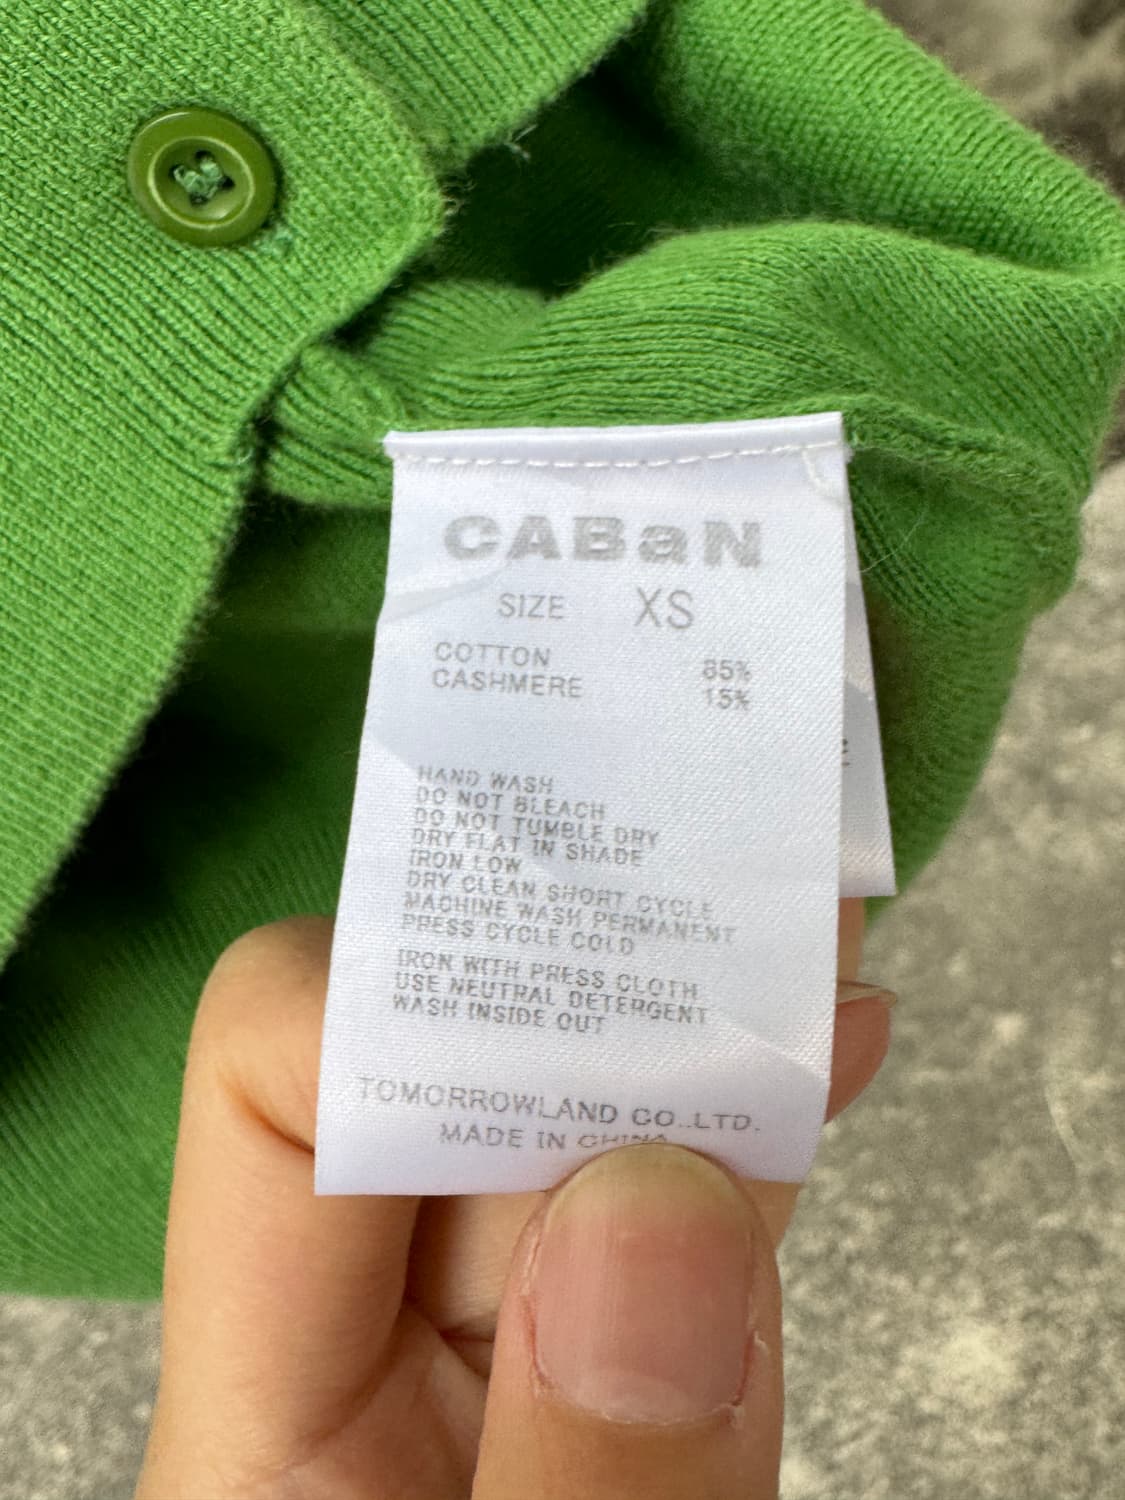 CABaN
SIZE XS
COTTON 85%
CASHMERE 15%
HAND WASH
DO NOT BLEACH
DO NOT TUMBLE DRY
DRY FLAT IN SHADE
IRON LOW
DRY CLEAN SHORT CYCLE
MACHINE WASH PERMANENT
PRESS CYCLE COLD
IRON WITH PRESS CLOTH
USE NEUTRAL DETERGENT
WASH INSIDE OUT
TOMORROWLAND CO.,LTD.
MADE IN CHINA